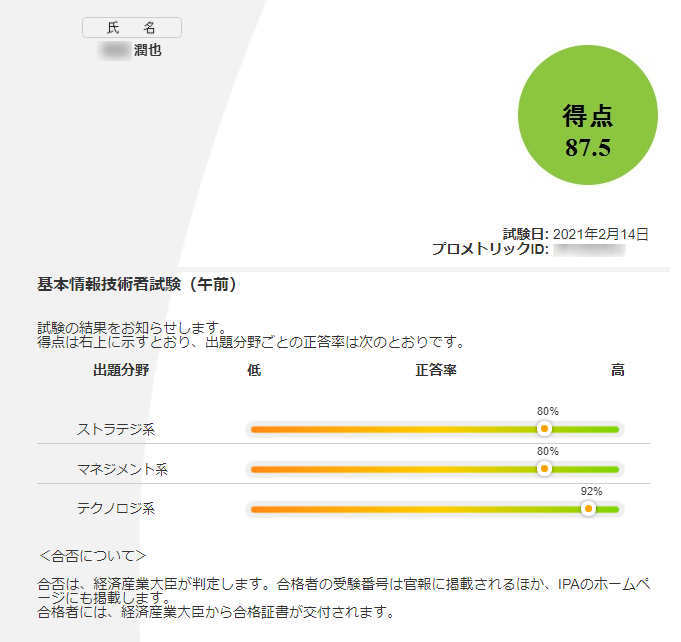 氏 名
潤也
得点
87.5
試験日: 2021年2月14日
プロメトリックID:
基本情報技術者試験（午前）
試験の結果をお知らせします。
得点は右上に示すとおり、出題分野ごとの正答率は次のとおりです。
出題分野 低 正答率 高
80%
ストラテジ系
80%
マネジメント系
92%
テクノロジ系
＜合否について＞
合否は、経済産業大臣が判定します。合格者の受験番号は官報に掲載されるほか、IPAのホームペ
ージにも掲載します。
合格者には、経済産業大臣から合格証書が交付されます。